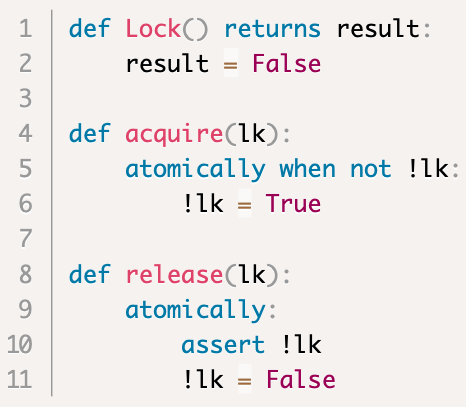 1 def Lock() returns result:
2     result = False
3
4 def acquire(lk):
5     atomically when not !lk:
6         !lk = True
7
8 def release(lk):
9     atomically:
10         assert !lk
11         !lk = False